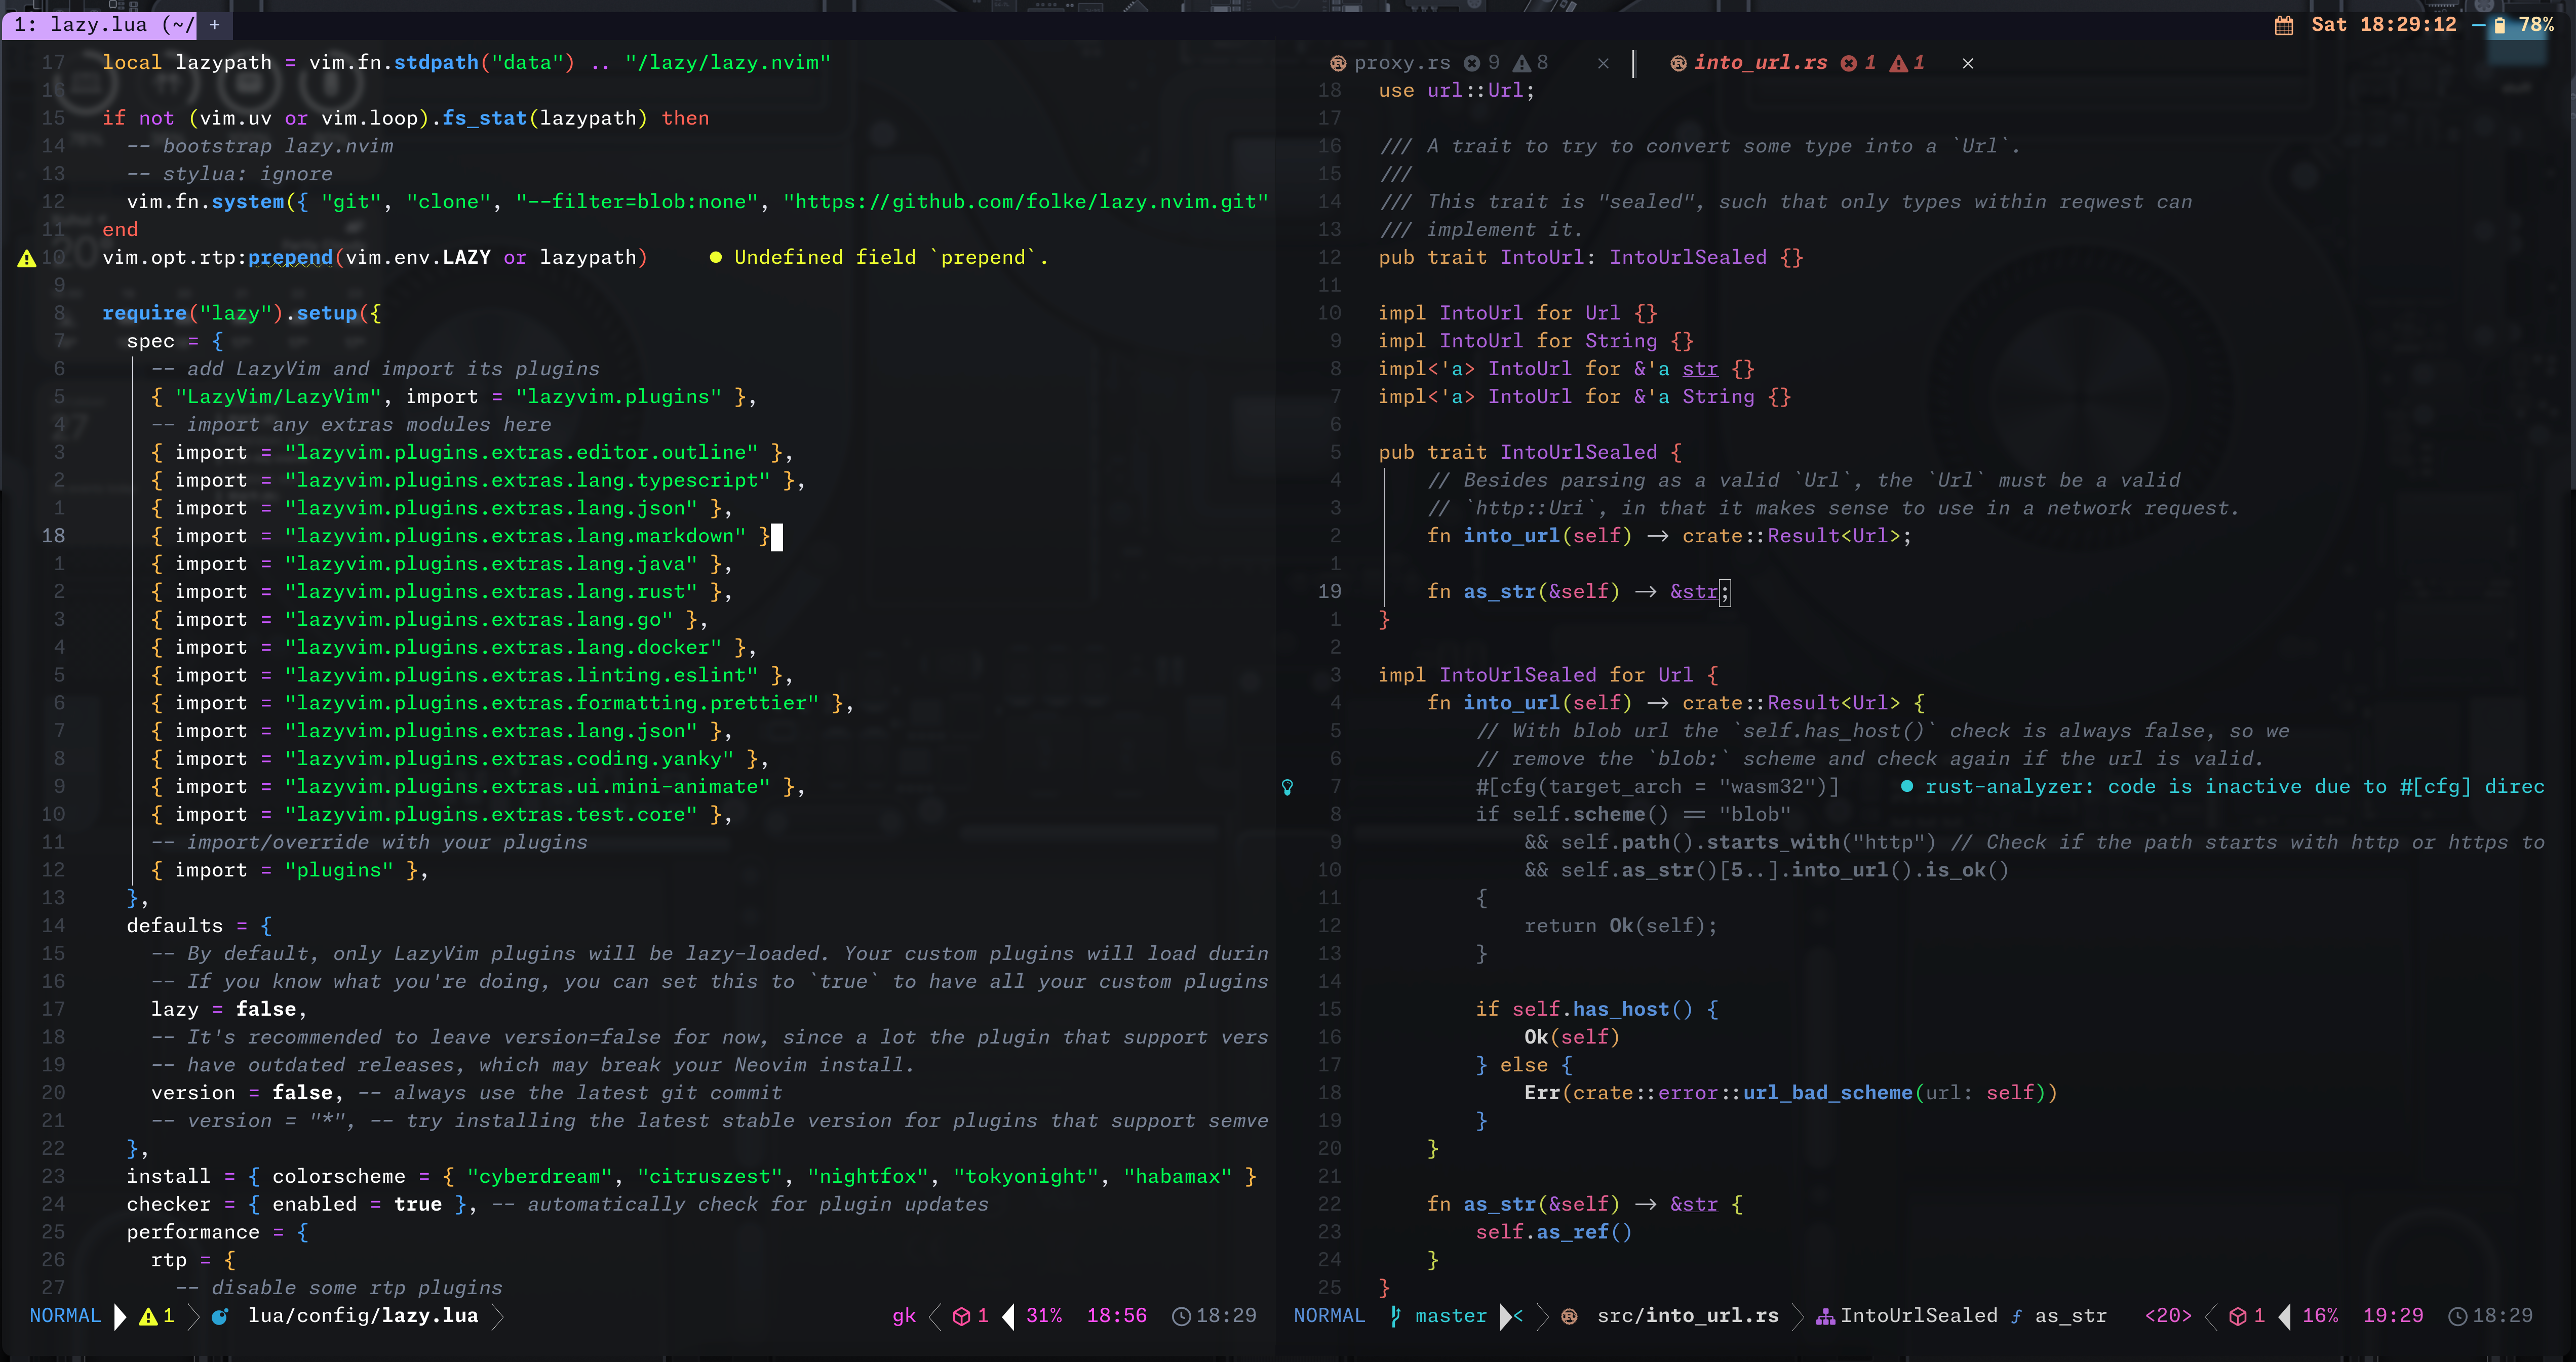 1: lazy.lua (~/ +
Sat 18:29:12 78%
17 local lazypath = vim.fn.stdpath("data") .. "/lazy/lazy.nvim"
16
15 if not (vim.uv or vim.loop).fs_stat(lazypath) then
14 -- bootstrap lazy.nvim
13 -- stylua: ignore
12 vim.fn.system({ "git", "clone", "--filter=blob:none", "https://github.com/folke/lazy.nvim.git"
11 end
10 vim.opt.rtp:prepend(vim.env.LAZY or lazypath) ● Undefined field `prepend`.
9
8 require("lazy").setup({
7 spec = {
6 -- add LazyVim and import its plugins
5 { "LazyVim/LazyVim", import = "lazyvim.plugins" },
4 -- import any extras modules here
3 { import = "lazyvim.plugins.extras.editor.outline" },
2 { import = "lazyvim.plugins.extras.lang.typescript" },
1 { import = "lazyvim.plugins.extras.lang.json" },
18 { import = "lazyvim.plugins.extras.lang.markdown" }
1 { import = "lazyvim.plugins.extras.lang.java" },
2 { import = "lazyvim.plugins.extras.lang.rust" },
3 { import = "lazyvim.plugins.extras.lang.go" },
4 { import = "lazyvim.plugins.extras.lang.docker" },
5 { import = "lazyvim.plugins.extras.linting.eslint" },
6 { import = "lazyvim.plugins.extras.formatting.prettier" },
7 { import = "lazyvim.plugins.extras.lang.json" },
8 { import = "lazyvim.plugins.extras.coding.yanky" },
9 { import = "lazyvim.plugins.extras.ui.mini-animate" },
10 { import = "lazyvim.plugins.extras.test.core" },
11 -- import/override with your plugins
12 { import = "plugins" },
13 },
14 defaults = {
15 -- By default, only LazyVim plugins will be lazy-loaded. Your custom plugins will load durin
16 -- If you know what you're doing, you can set this to `true` to have all your custom plugins
17 lazy = false,
18 -- It's recommended to leave version=false for now, since a lot the plugin that support vers
19 -- have outdated releases, which may break your Neovim install.
20 version = false, -- always use the latest git commit
21 -- version = "*", -- try installing the latest stable version for plugins that support semve
22 },
23 install = { colorscheme = { "cyberdream", "citruszest", "nightfox", "tokyonight", "habamax" }
24 checker = { enabled = true }, -- automatically check for plugin updates
25 performance = {
26 rtp = {
27 -- disable some rtp plugins
NORMAL 1 lua/config/lazy.lua gk 1 31% 18:56 18:29
proxy.rs 9 8 × into_url.rs 1 1 ×
18 use url::Url;
17
16 /// A trait to try to convert some type into a `Url`.
15 ///
14 /// This trait is "sealed", such that only types within reqwest can
13 /// implement it.
12 pub trait IntoUrl: IntoUrlSealed {}
11
10 impl IntoUrl for Url {}
9 impl IntoUrl for String {}
8 impl<'a> IntoUrl for &'a str {}
7 impl<'a> IntoUrl for &'a String {}
6
5 pub trait IntoUrlSealed {
4 // Besides parsing as a valid `Url`, the `Url` must be a valid
3 // `http::Uri`, in that it makes sense to use in a network request.
2 fn into_url(self) -> crate::Result<Url>;
1
19 fn as_str(&self) -> &str;
1 }
2
3 impl IntoUrlSealed for Url {
4 fn into_url(self) -> crate::Result<Url> {
5 // With blob url the `self.has_host()` check is always false, so we
6 // remove the `blob:` scheme and check again if the url is valid.
7 #[cfg(target_arch = "wasm32")] ● rust-analyzer: code is inactive due to #[cfg] direc
8 if self.scheme() == "blob"
9 && self.path().starts_with("http") // Check if the path starts with http or https to
10 && self.as_str()[5..].into_url().is_ok()
11 {
12 return Ok(self);
13 }
14
15 if self.has_host() {
16 Ok(self)
17 } else {
18 Err(crate::error::url_bad_scheme(url: self))
19 }
20 }
21
22 fn as_str(&self) -> &str {
23 self.as_ref()
24 }
25 }
NORMAL master src/into_url.rs IntoUrlSealed f as_str <20> 1 16% 19:29 18:29